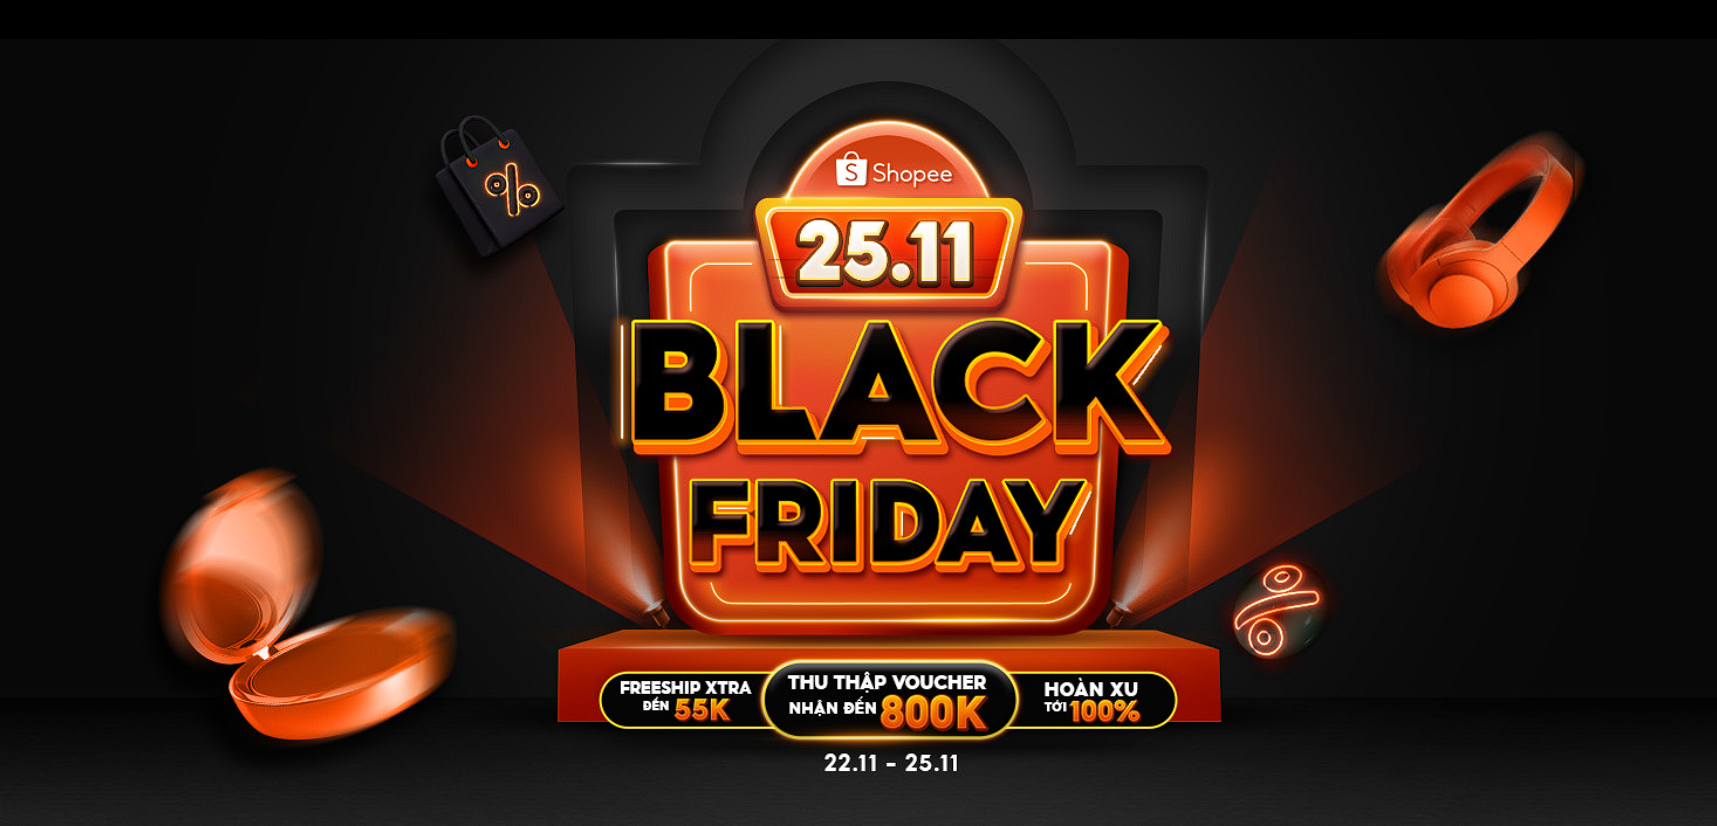 Shopee
25.11
BLACK
FRIDAY
FREESHIP XTRA
ĐẾN 55K
THU THẬP VOUCHER
NHẬN ĐẾN 800K
HOÀN XU
TỚI 100%
22.11 - 25.11